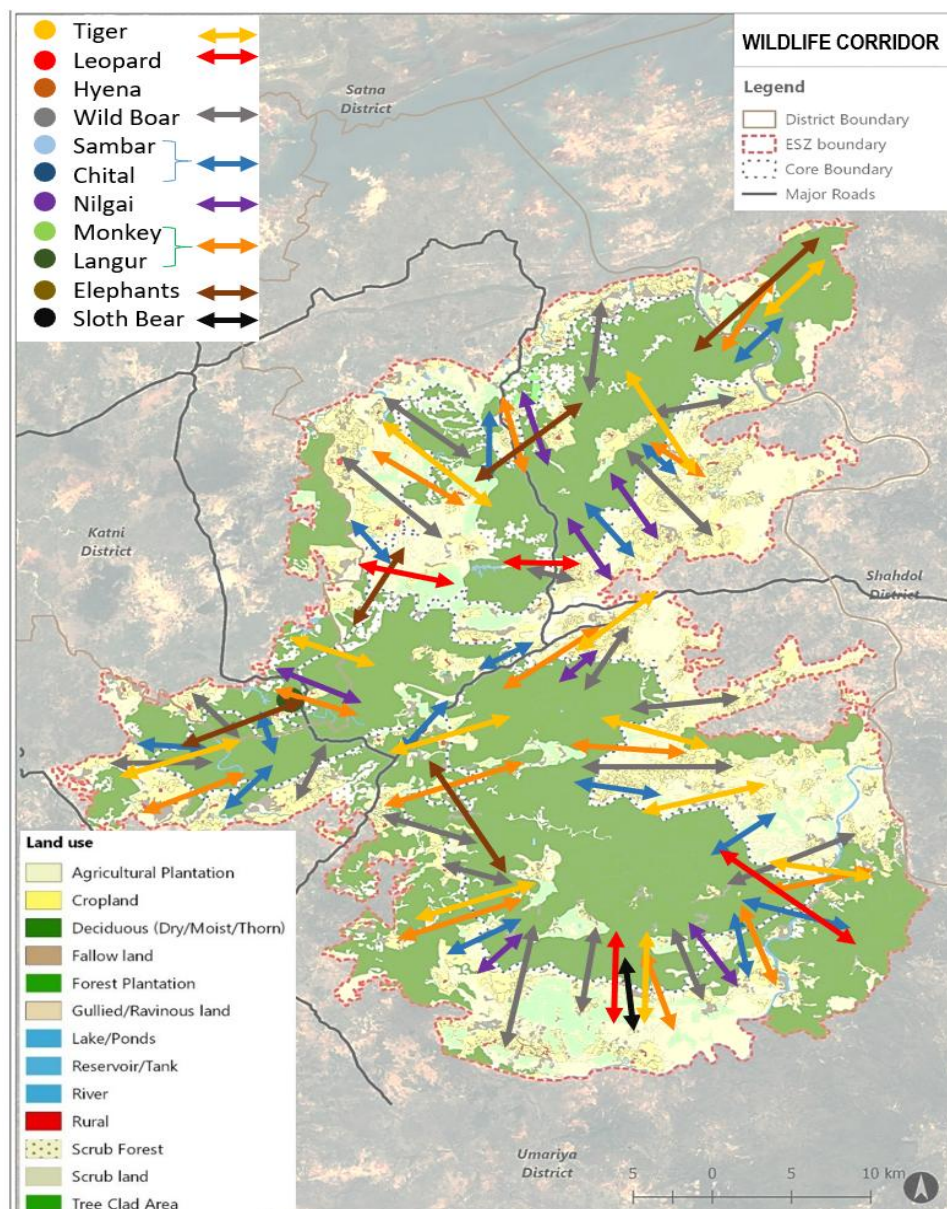 Tiger
Leopard
Hyena
Wild Boar
Sambar
Chital
Nilgai
Monkey
Langur
Elephants
Sloth Bear
WILDLIFE CORRIDOR
Legend
District Boundary
ESZ boundary
Core Boundary
Major Roads
Satna
District
Katni
District
Shahdol
District
Land use
Agricultural Plantation
Cropland
Deciduous (Dry/Moist/Thorn)
Fallow land
Forest Plantation
Gullied/Ravinous land
Lake/Ponds
Reservoir/Tank
River
Rural
Scrub Forest
Scrub land
Tree Clad Area
Umariya
District
5 0 5 10 km